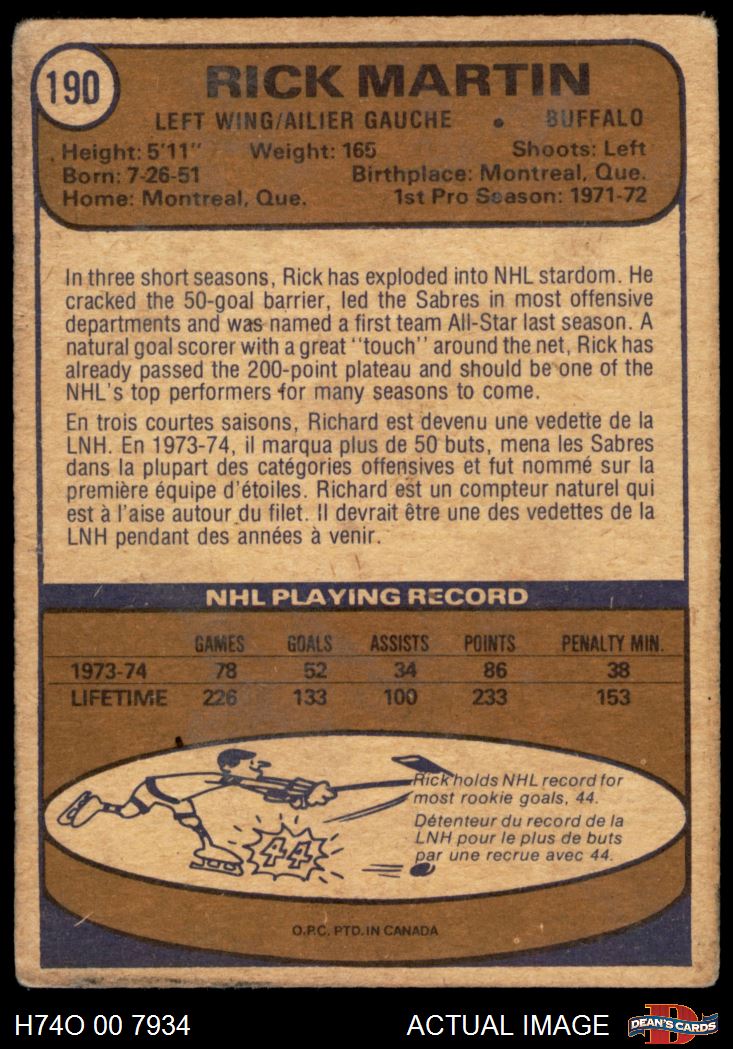 190
RICK MARTIN
LEFT WING/AILIER GAUCHE • BUFFALO
Height: 5'11" Weight: 165 Shoots: Left
Born: 7-26-51 Birthplace: Montreal, Que.
Home: Montreal, Que. 1st Pro Season: 1971-72
In three short seasons, Rick has exploded into NHL stardom. He
cracked the 50-goal barrier, led the Sabres in most offensive
departments and was named a first team All-Star last season. A
natural goal scorer with a great ''touch'' around the net, Rick has
already passed the 200-point plateau and should be one of the
NHL's top performers for many seasons to come.
En trois courtes saisons, Richard est devenu une vedette de la
LNH. En 1973-74, il marqua plus de 50 buts, mena les Sabres
dans la plupart des catégories offensives et fut nommé sur la
première équipe d'étoiles. Richard est un compteur naturel qui
est à l'aise autour du filet. Il devrait être une des vedettes de la
LNH pendant des années à venir.
NHL PLAYING RECORD
GAMES GOALS ASSISTS POINTS PENALTY MIN.
1973-74 78 52 34 86 38
LIFETIME 226 133 100 233 153
Rick holds NHL record for
most rookie goals, 44.
Détenteur du record de la
LNH pour le plus de buts
par une recrue avec 44.
44
O.P.C. PTD. IN CANADA
H74O 00 7934 ACTUAL IMAGE
D
DEAN'S CARDS